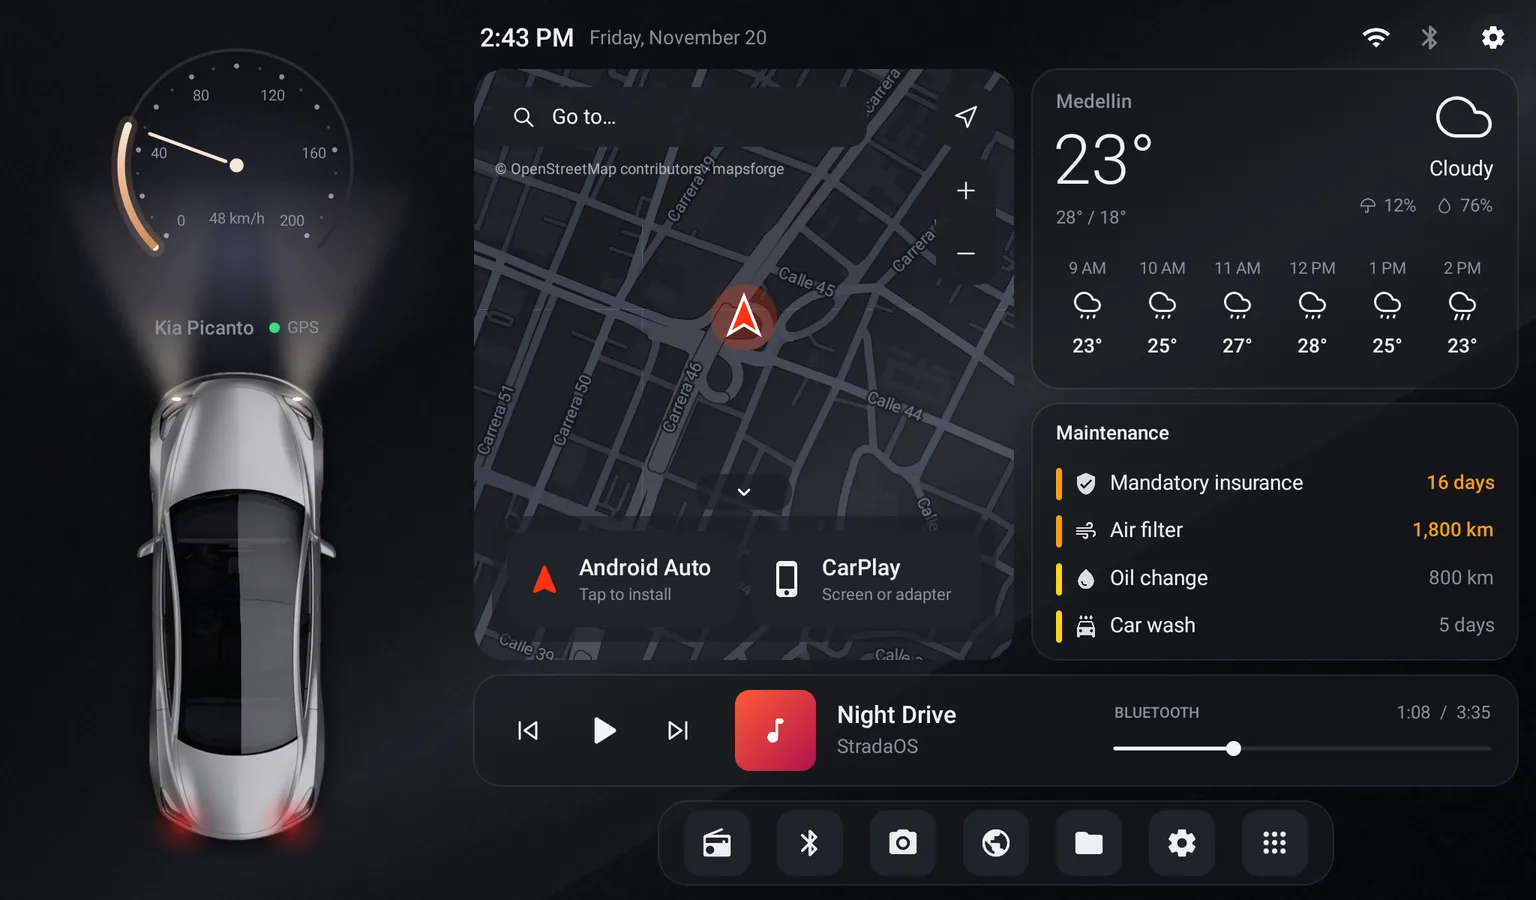 2:43 PM Friday, November 20
80 120
40 160
0 48 km/h 200
Kia Picanto GPS
Go to...
© OpenStreetMap contributors · mapsforge
Carrera
Carrera 49
Carrera
Calle 45
Carrera 51
Carrera 50
Carrera 46
Calle 44
Calle
Android Auto
Tap to install
CarPlay
Screen or adapter
Calle 39
Calle
Medellin
23°
Cloudy
28° / 18°
12% 76%
9 AM 10 AM 11 AM 12 PM 1 PM 2 PM
23° 25° 27° 28° 25° 23°
Maintenance
Mandatory insurance 16 days
Air filter 1,800 km
Oil change 800 km
Car wash 5 days
Night Drive
StradaOS
BLUETOOTH 1:08 / 3:35